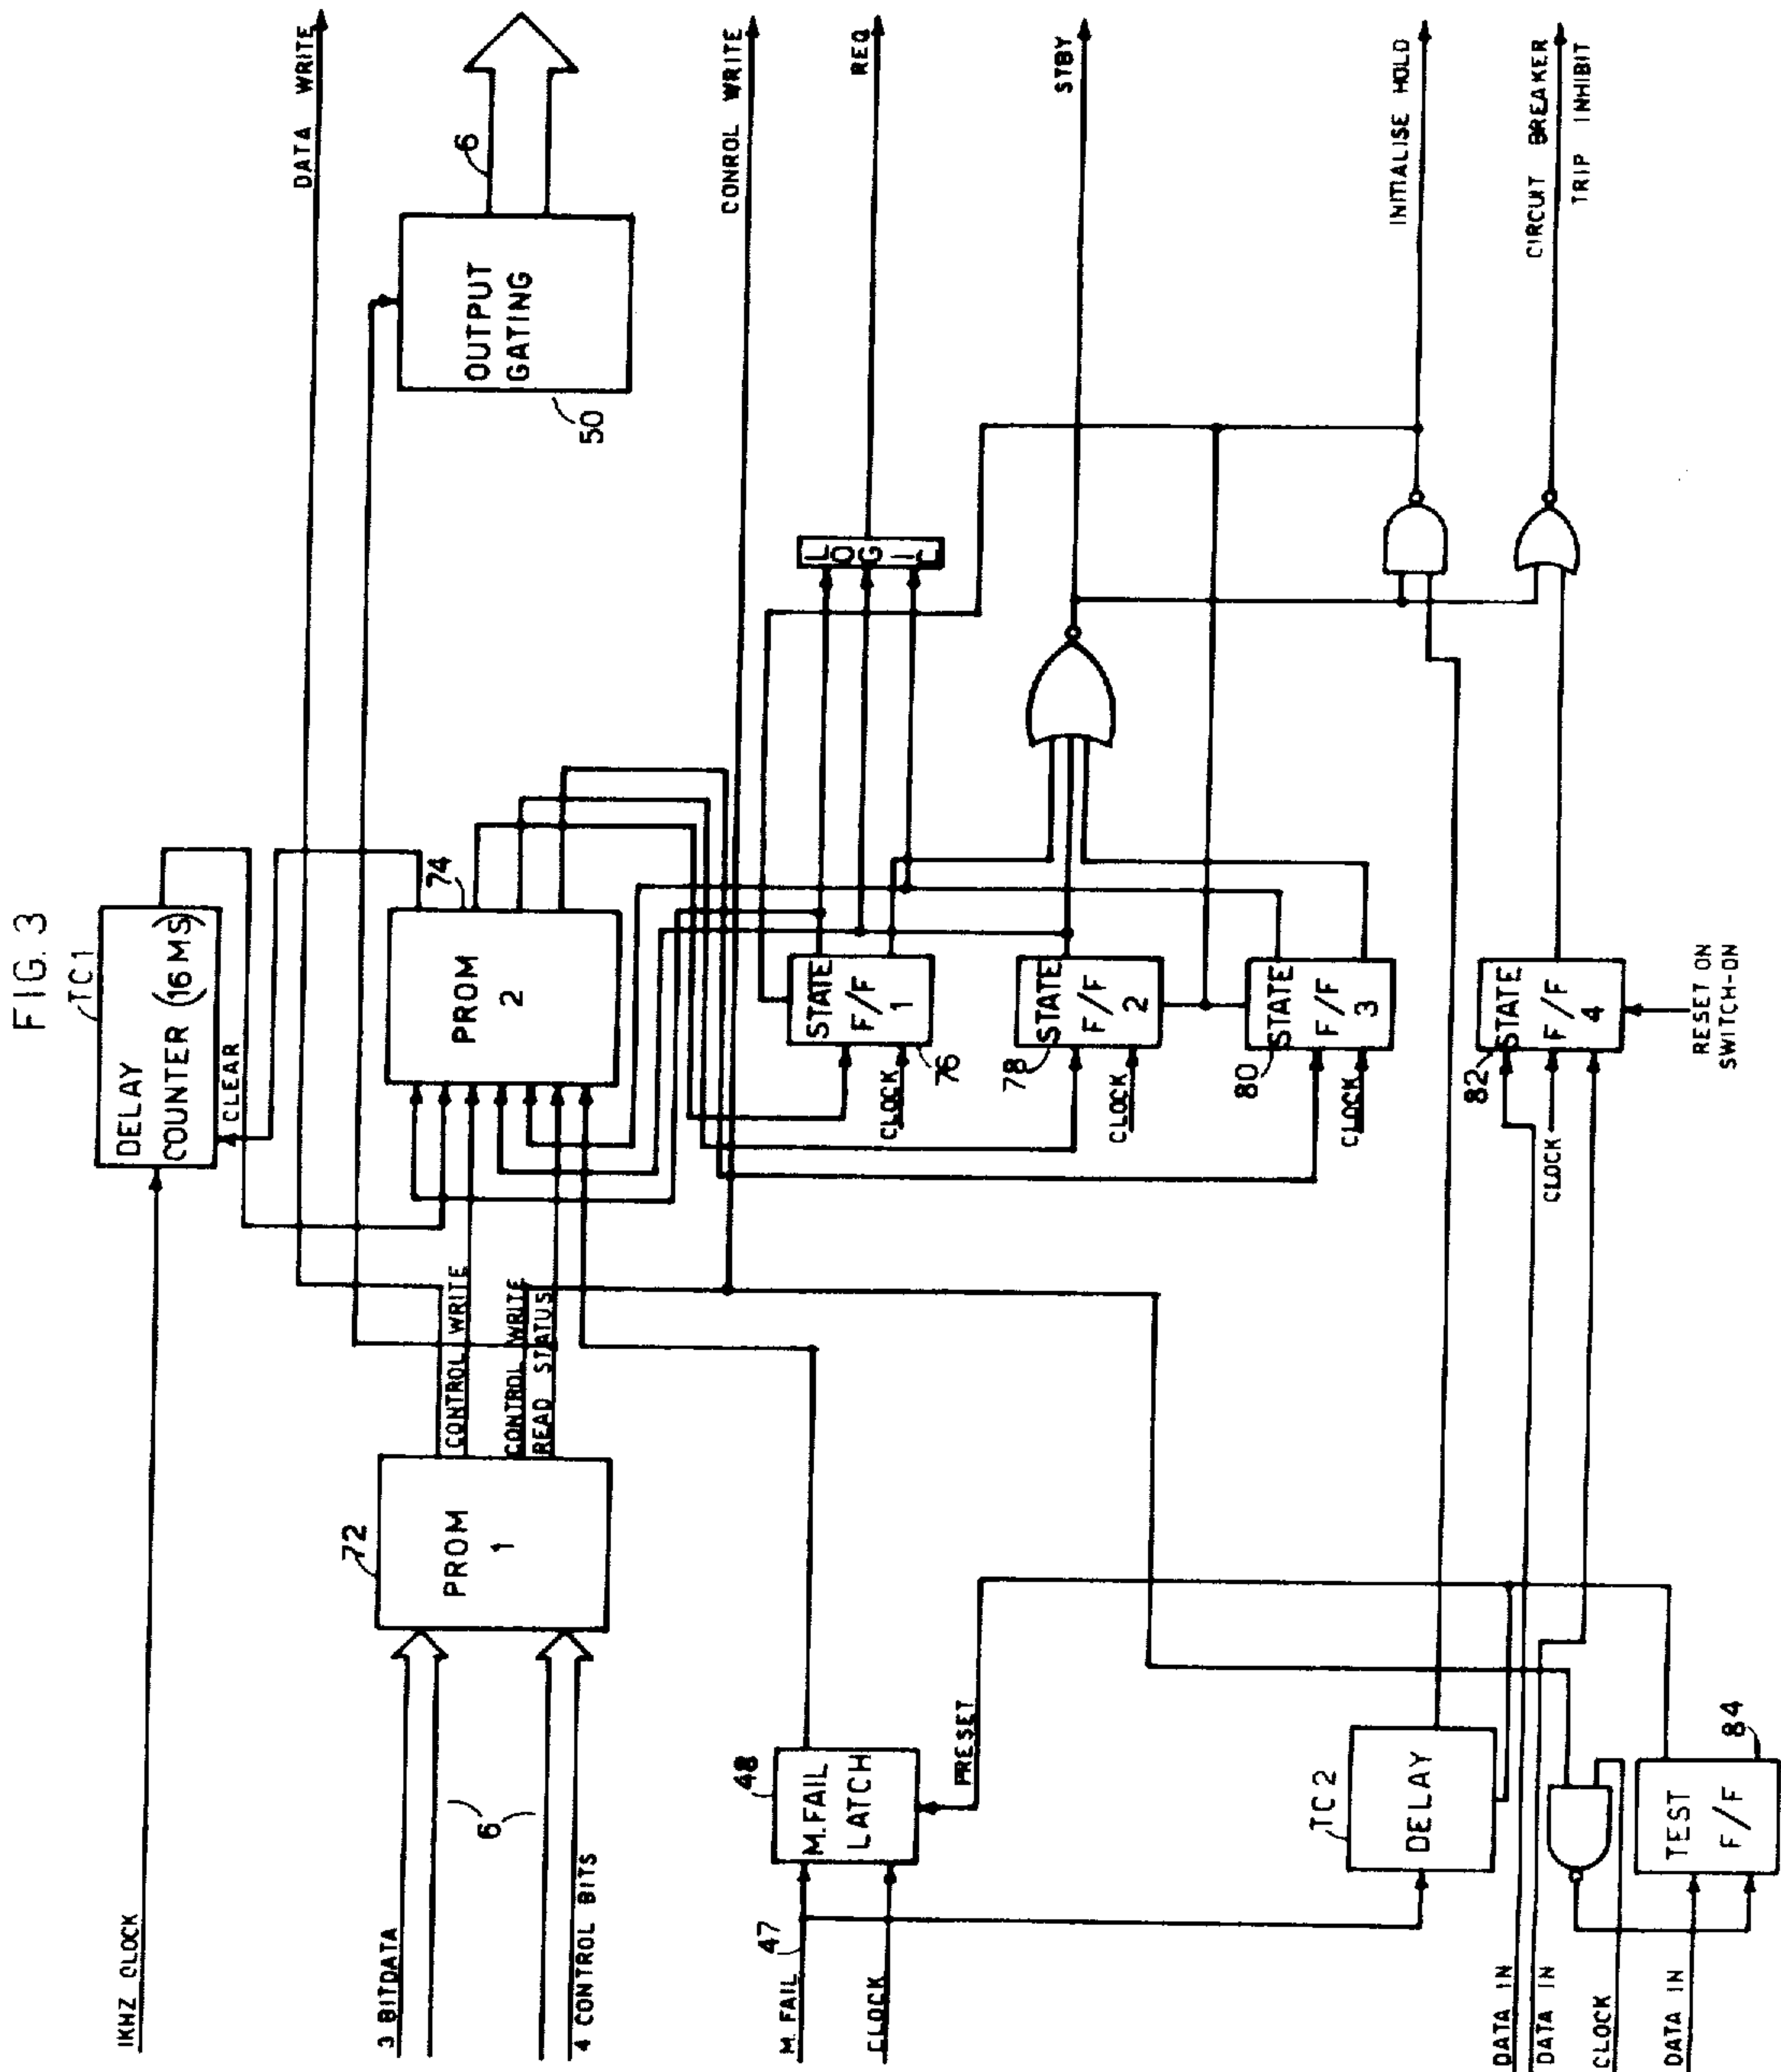 FIG. 3
1KHZ CLOCK
TC1
DELAY
COUNTER (16 MS)
CLEAR
3 BITDATA
6
4 CONTROL BITS
72
PROM
1
CONTROL WRITE
CONTROL WRITE
READ STATUS
74
PROM
2
DATA WRITE
OUTPUT
GATING
50
6
CONROL WRITE
REQ
LOGIC
STBY
INITIALISE HOLD
CIRCUIT BREAKER
TRIP INHIBIT
STATE
F/F
1
76
CLOCK
STATE
F/F
2
78
CLOCK
STATE
F/F
3
80
CLOCK
STATE
F/F
4
82
CLOCK
RESET ON
SWITCH-ON
M. FAIL
47
CLOCK
48
M.FAIL
LATCH
PRESET
TC2
DELAY
DATA IN
DATA IN
CLOCK
DATA IN
TEST
F/F
84